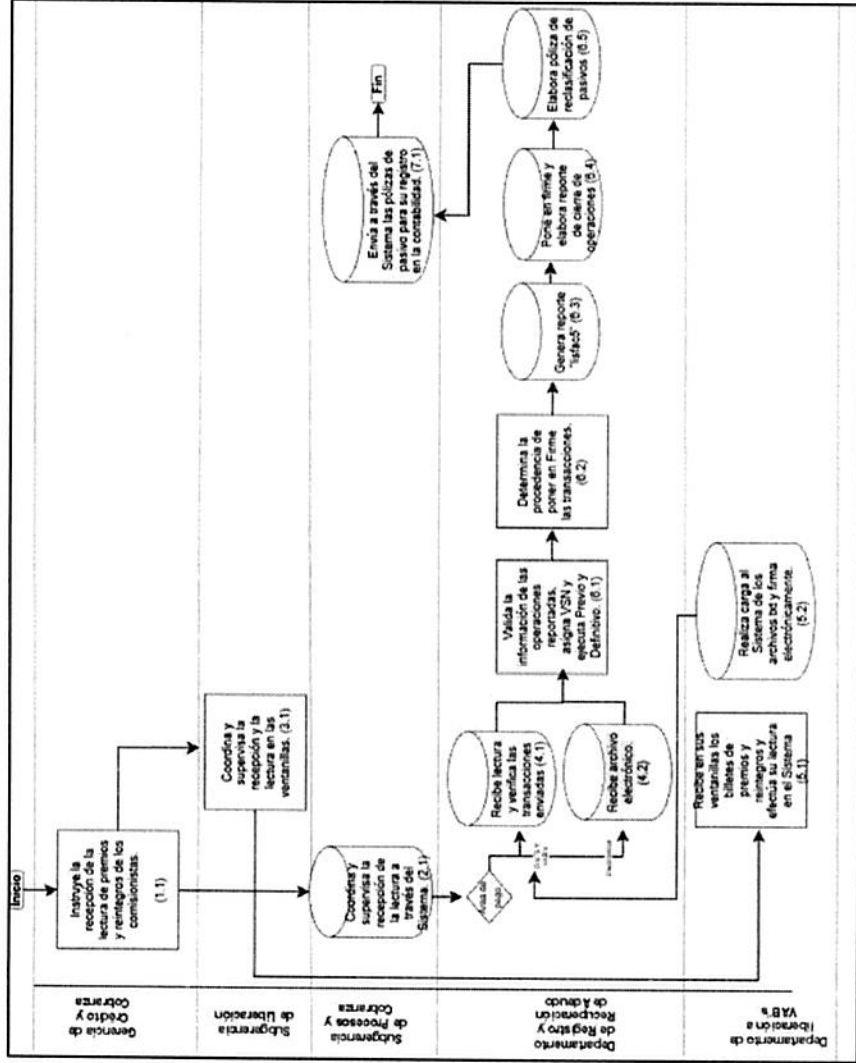 Inicio
Gerencia de
Crédito y
Cobranza
Instruye la
recepción de la
lectura de premios
y reintegros de los
comisionistas.
(1.1)
Subgerencia
de Liberación
Coordina y
supervisa la
recepción y la
lectura en las
ventanillas. (3.1)
Subgerencia
de Procesos y
Cobranza
Coordina y
supervisa la
recepción de
la lectura a
través del
Sistema. (2.1)
Envía a través del
Sistema las pólizas de
pasivo para su registro
en la contabilidad. (7.1)
Fin
Departamento
de Registro y
Recuperación
de Adeudo
Área de
pago
Recibe lectura
y verifica las
transacciones
enviadas (4.1)
Recibe archivo
electrónico.
(4.2)
Valida la
información de las
operaciones
reportadas,
asigna VSN y
ejecuta Previo y
Definitivo. (6.1)
Determina la
procedencia de
poner en Firme
las transacciones.
(6.2)
Genera reporte
"lisfac5" (6.3)
Pone en firme y
elabora reporte
de cierre de
operaciones (6.4)
Elabora póliza de
reclasificación de
pasivos (6.5)
Departamento de
liberación a
VAB's
Recibe en sus
ventanillas los
billetes de
premios y
reintegros y
efectúa su lectura
en el Sistema
(5.1)
Realiza carga al
Sistema de los
archivos txt y firma
electrónicamente.
(5.2)